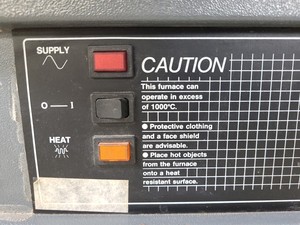 SUPPLY
CAUTION
This furnace can
operate in excess
of 1000°C.
O — 1
● Protective clothing
and a face shield
are advisable.
HEAT
● Place hot objects
from the furnace
onto a heat
resistant surface.